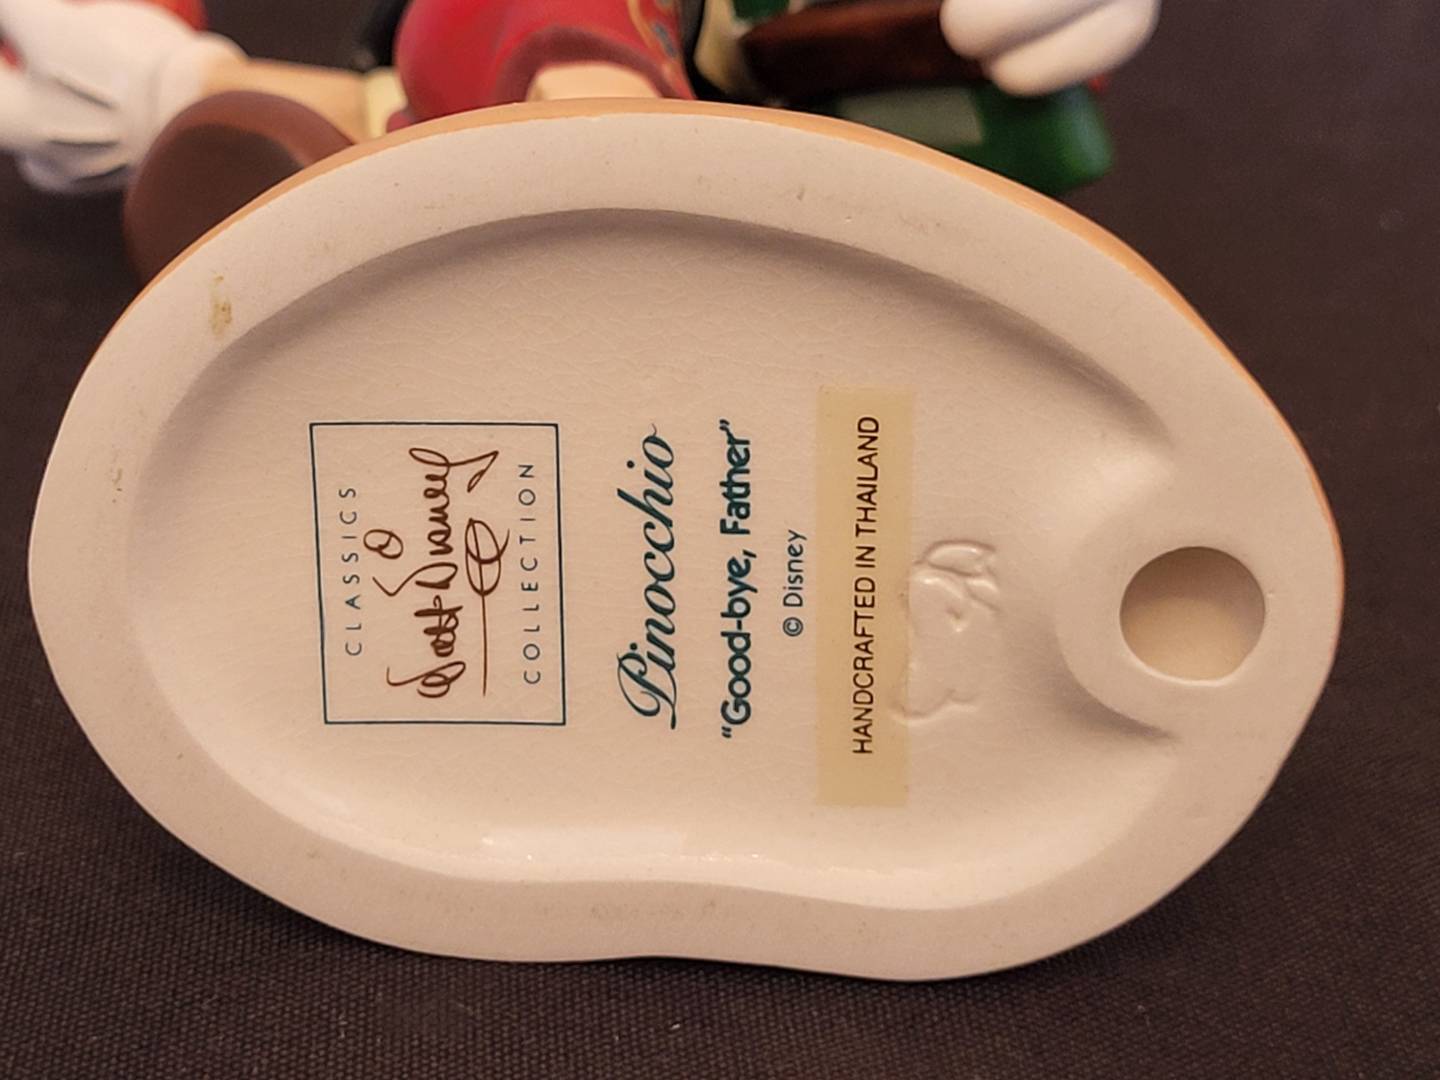 CLASSICS
Walt Disney
COLLECTION
Pinocchio
"Good-bye, Father"
© Disney
HANDCRAFTED IN THAILAND